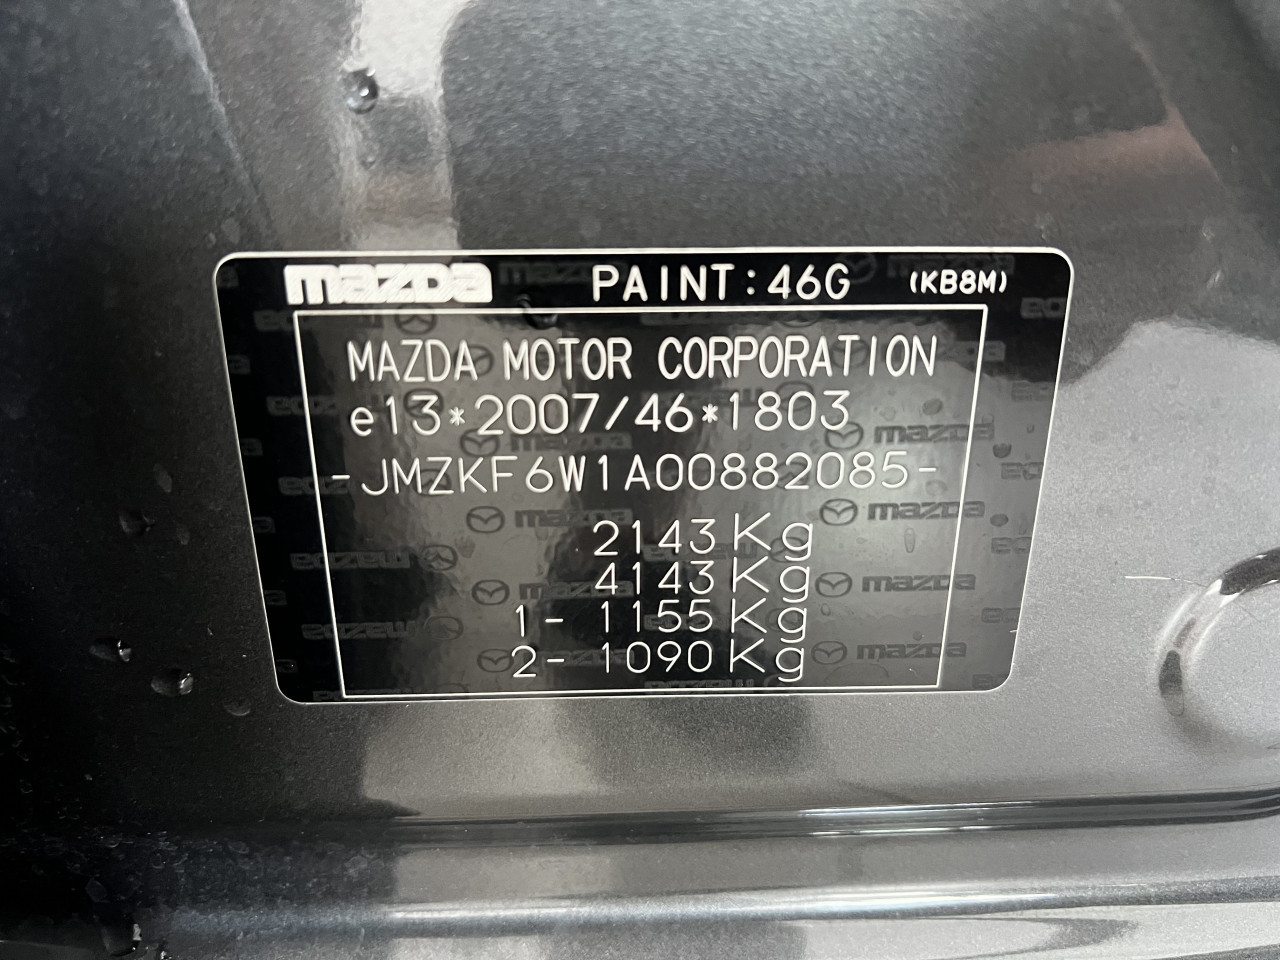 mazda PAINT:46G (KB8M)
MAZDA MOTOR CORPORATION
e13*2007/46*1803
-JMZKF6W1A00882085-
2143Kg
4143Kg
1- 1155Kg
2- 1090Kg